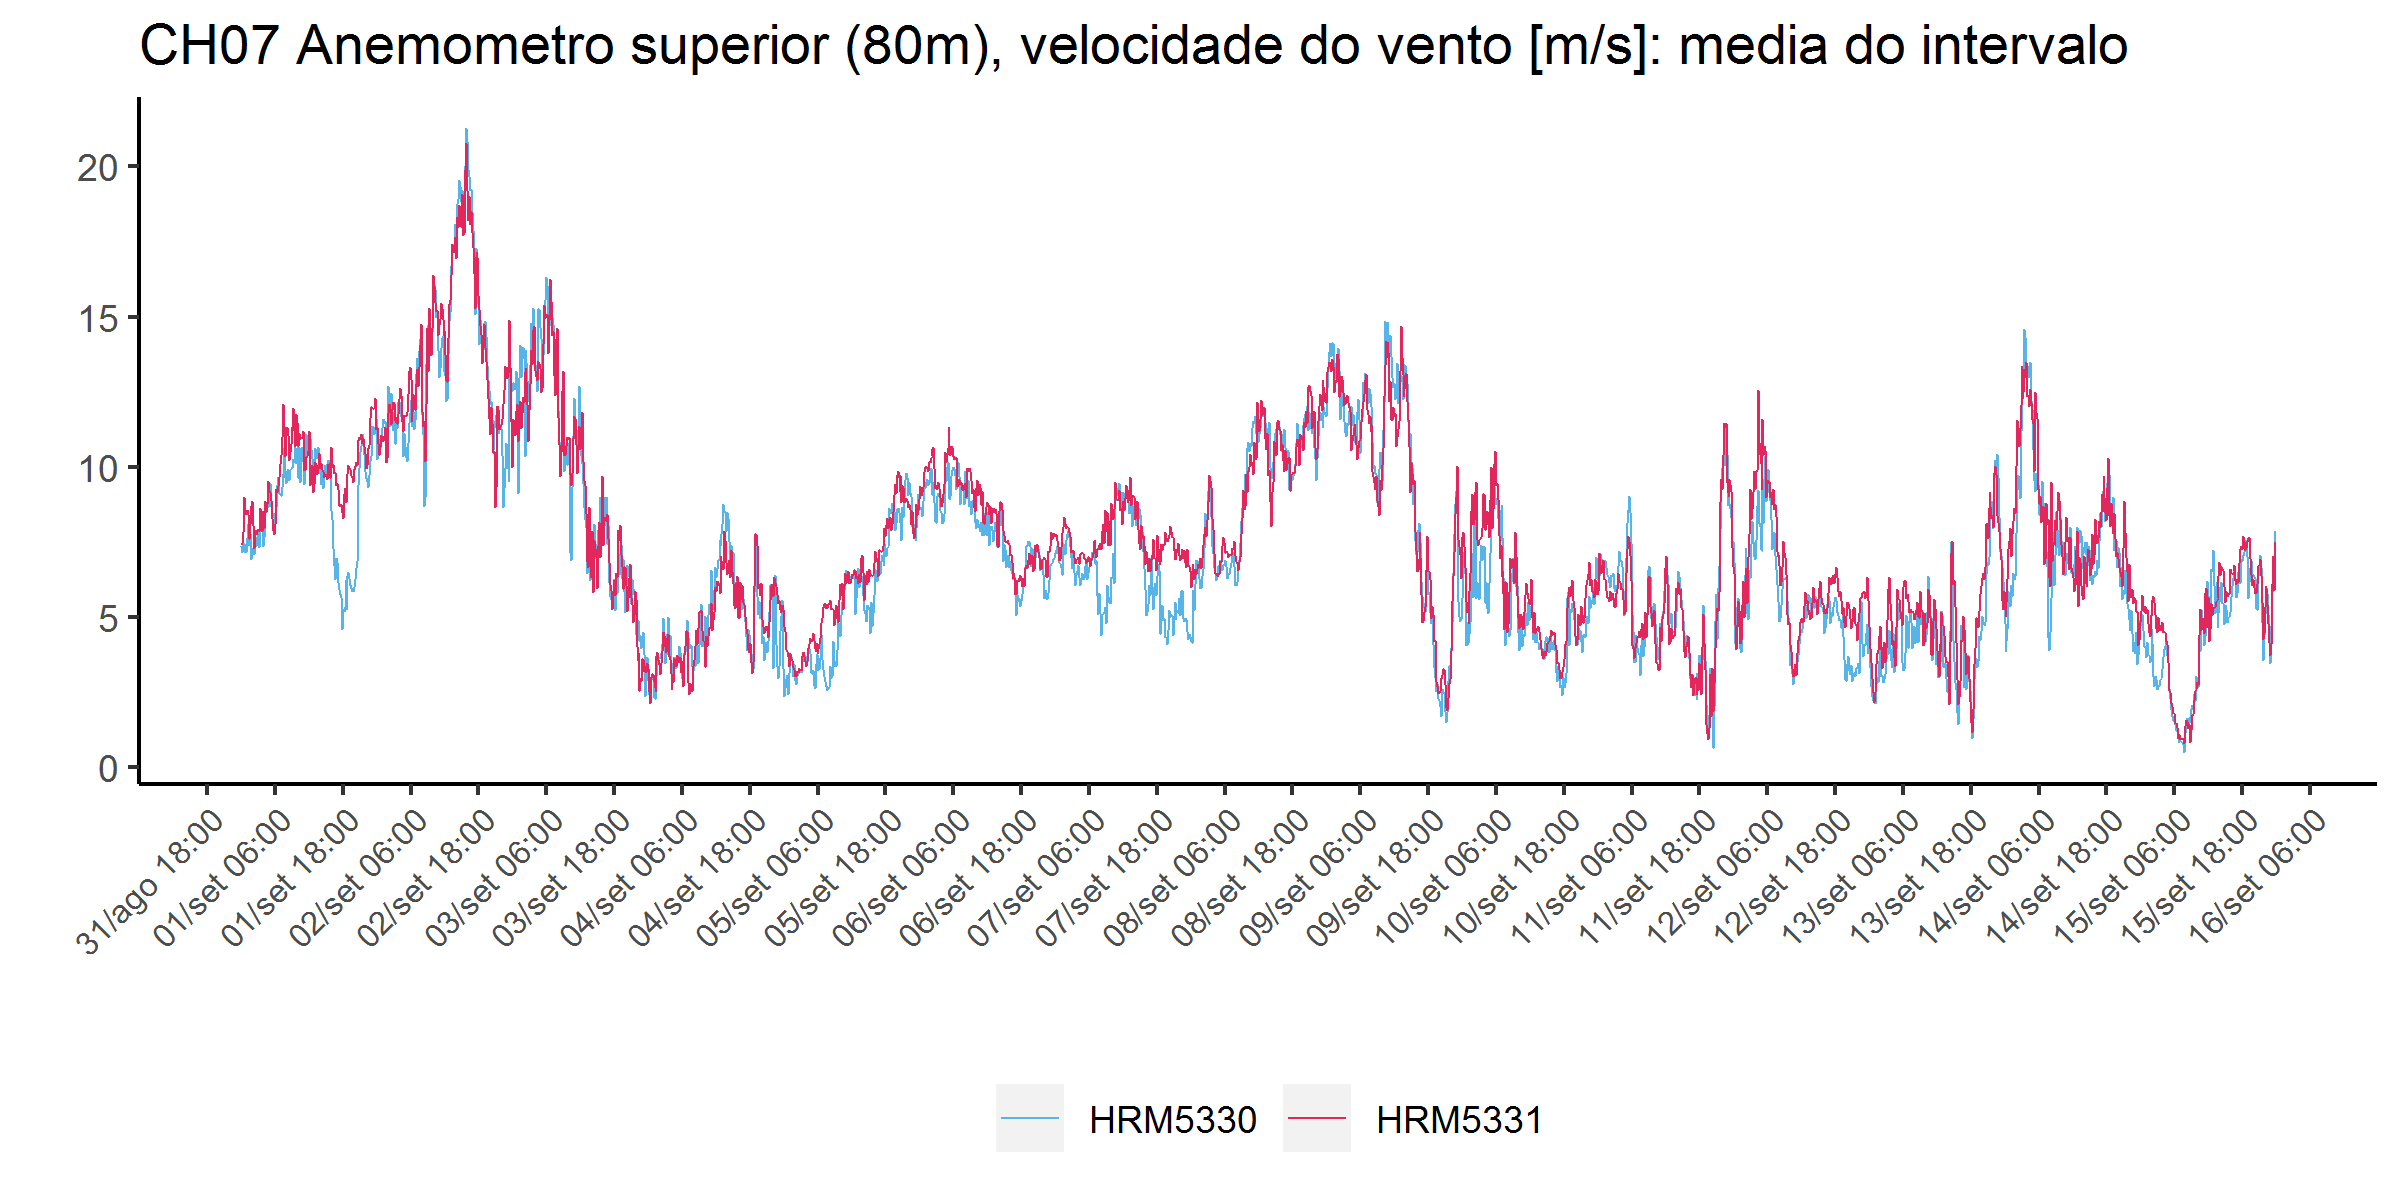 CH07 Anemometro superior (80m), velocidade do vento [m/s]: media do intervalo
20
15
10
5
0
31/ago 18:00
01/set 06:00
01/set 18:00
02/set 06:00
02/set 18:00
03/set 06:00
03/set 18:00
04/set 06:00
04/set 18:00
05/set 06:00
05/set 18:00
06/set 06:00
06/set 18:00
07/set 06:00
07/set 18:00
08/set 06:00
08/set 18:00
09/set 06:00
09/set 18:00
10/set 06:00
10/set 18:00
11/set 06:00
11/set 18:00
12/set 06:00
12/set 18:00
13/set 06:00
13/set 18:00
14/set 06:00
14/set 18:00
15/set 06:00
15/set 18:00
16/set 06:00
HRM5330
HRM5331